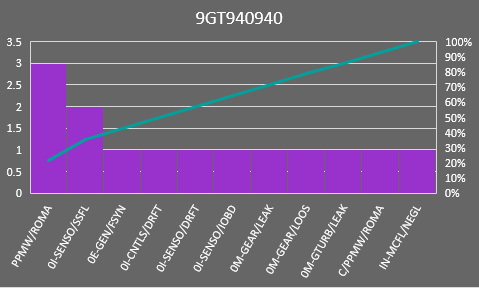 9GT940940
3.5
3
2.5
2
1.5
1
0.5
0
100%
90%
80%
70%
60%
50%
40%
30%
20%
10%
0%
PPMW/ROMA
0I-SENSO/SSFL
0E-GEN/FSYN
0I-CNTLS/DRFT
0I-SENSO/DRFT
0I-SENSO/IOBD
0M-GEAR/LEAK
0M-GEAR/LOOS
0M-GTURB/LEAK
C/PPMW/ROMA
IN-MCFL/NEGL